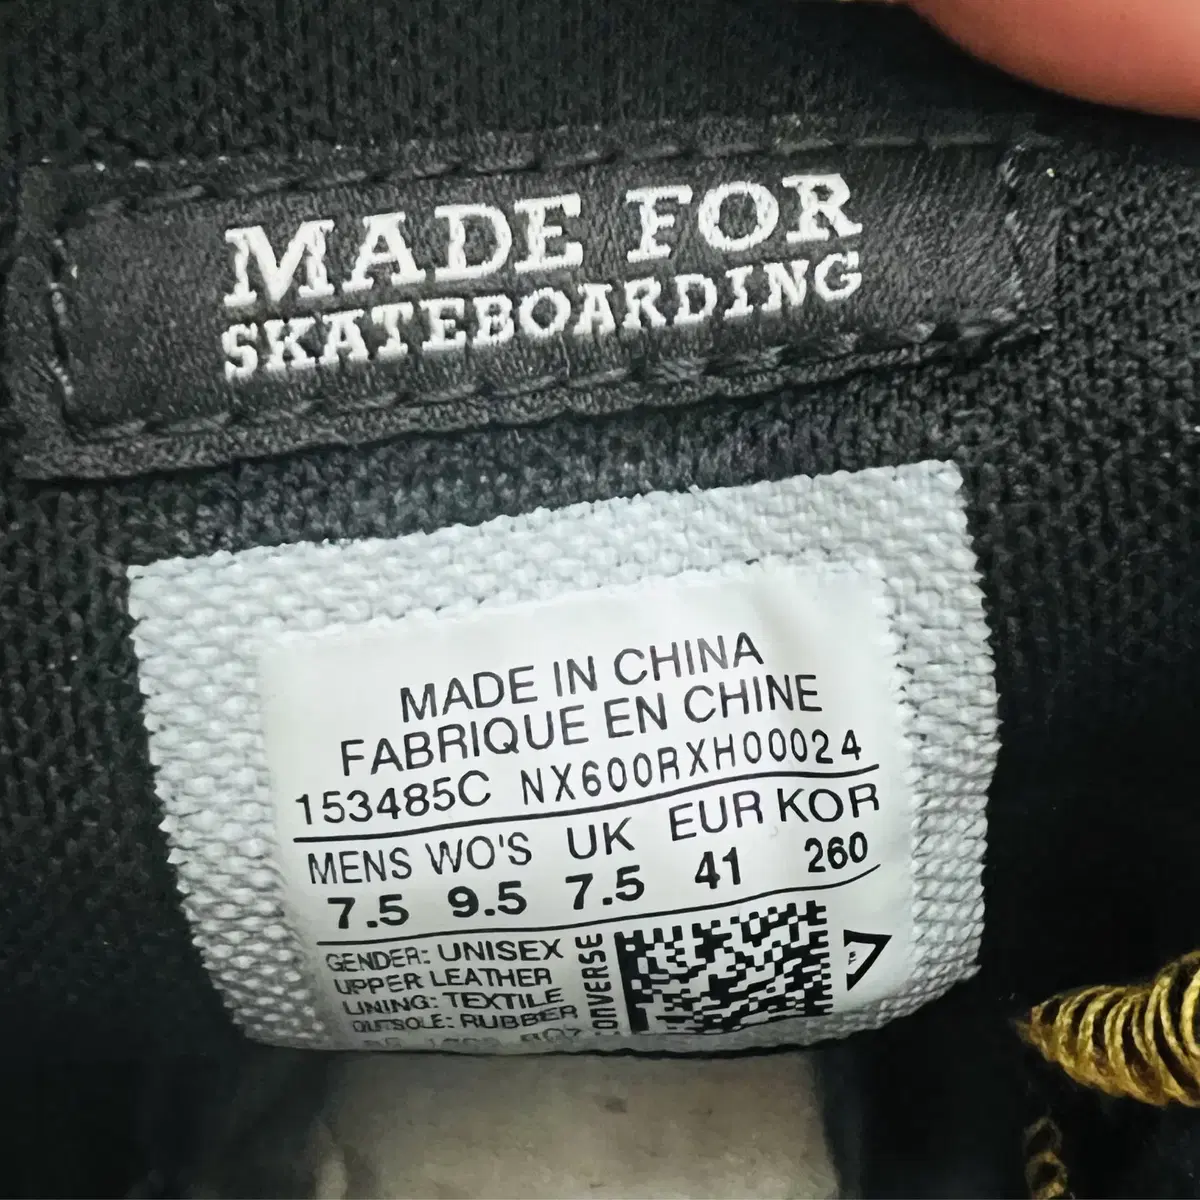 MADE FOR
SKATEBOARDING
MADE IN CHINA
FABRIQUE EN CHINE
153485C NX600RXH00024
MENS WO'S UK EUR KOR
7.5 9.5 7.5 41 260
GENDER: UNISEX
UPPER LEATHER
LINING: TEXTILE
OUTSOLE: RUBBER
CONVERSE